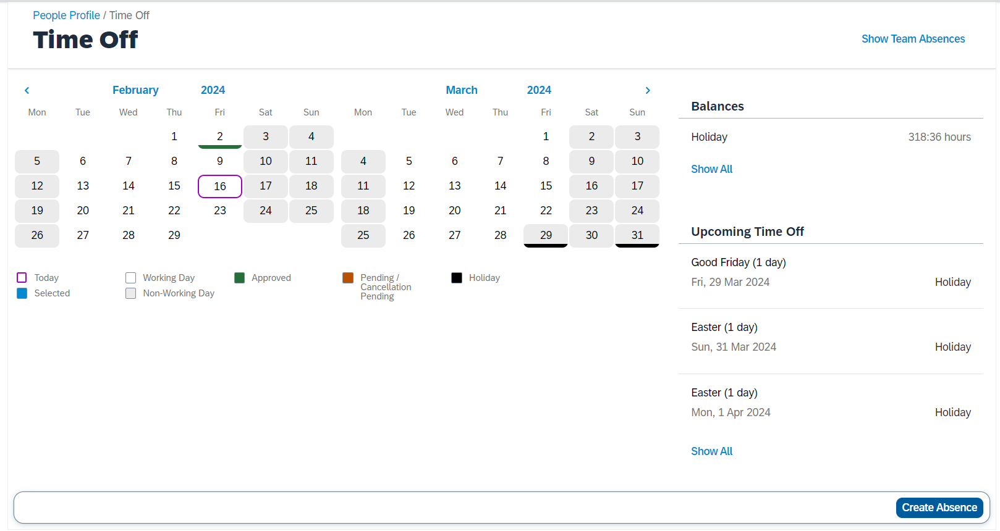 People Profile / Time Off
Time Off
Show Team Absences
February 2024
Mon Tue Wed Thu Fri Sat Sun
1 2 3 4
5 6 7 8 9 10 11
12 13 14 15 16 17 18
19 20 21 22 23 24 25
26 27 28 29
March 2024
Mon Tue Wed Thu Fri Sat Sun
1 2 3
4 5 6 7 8 9 10
11 12 13 14 15 16 17
18 19 20 21 22 23 24
25 26 27 28 29 30 31
Today
Selected
Working Day
Non-Working Day
Approved
Pending /
Cancellation
Pending
Holiday
Balances
Holiday 318:36 hours
Show All
Upcoming Time Off
Good Friday (1 day)
Fri, 29 Mar 2024 Holiday
Easter (1 day)
Sun, 31 Mar 2024 Holiday
Easter (1 day)
Mon, 1 Apr 2024 Holiday
Show All
Create Absence